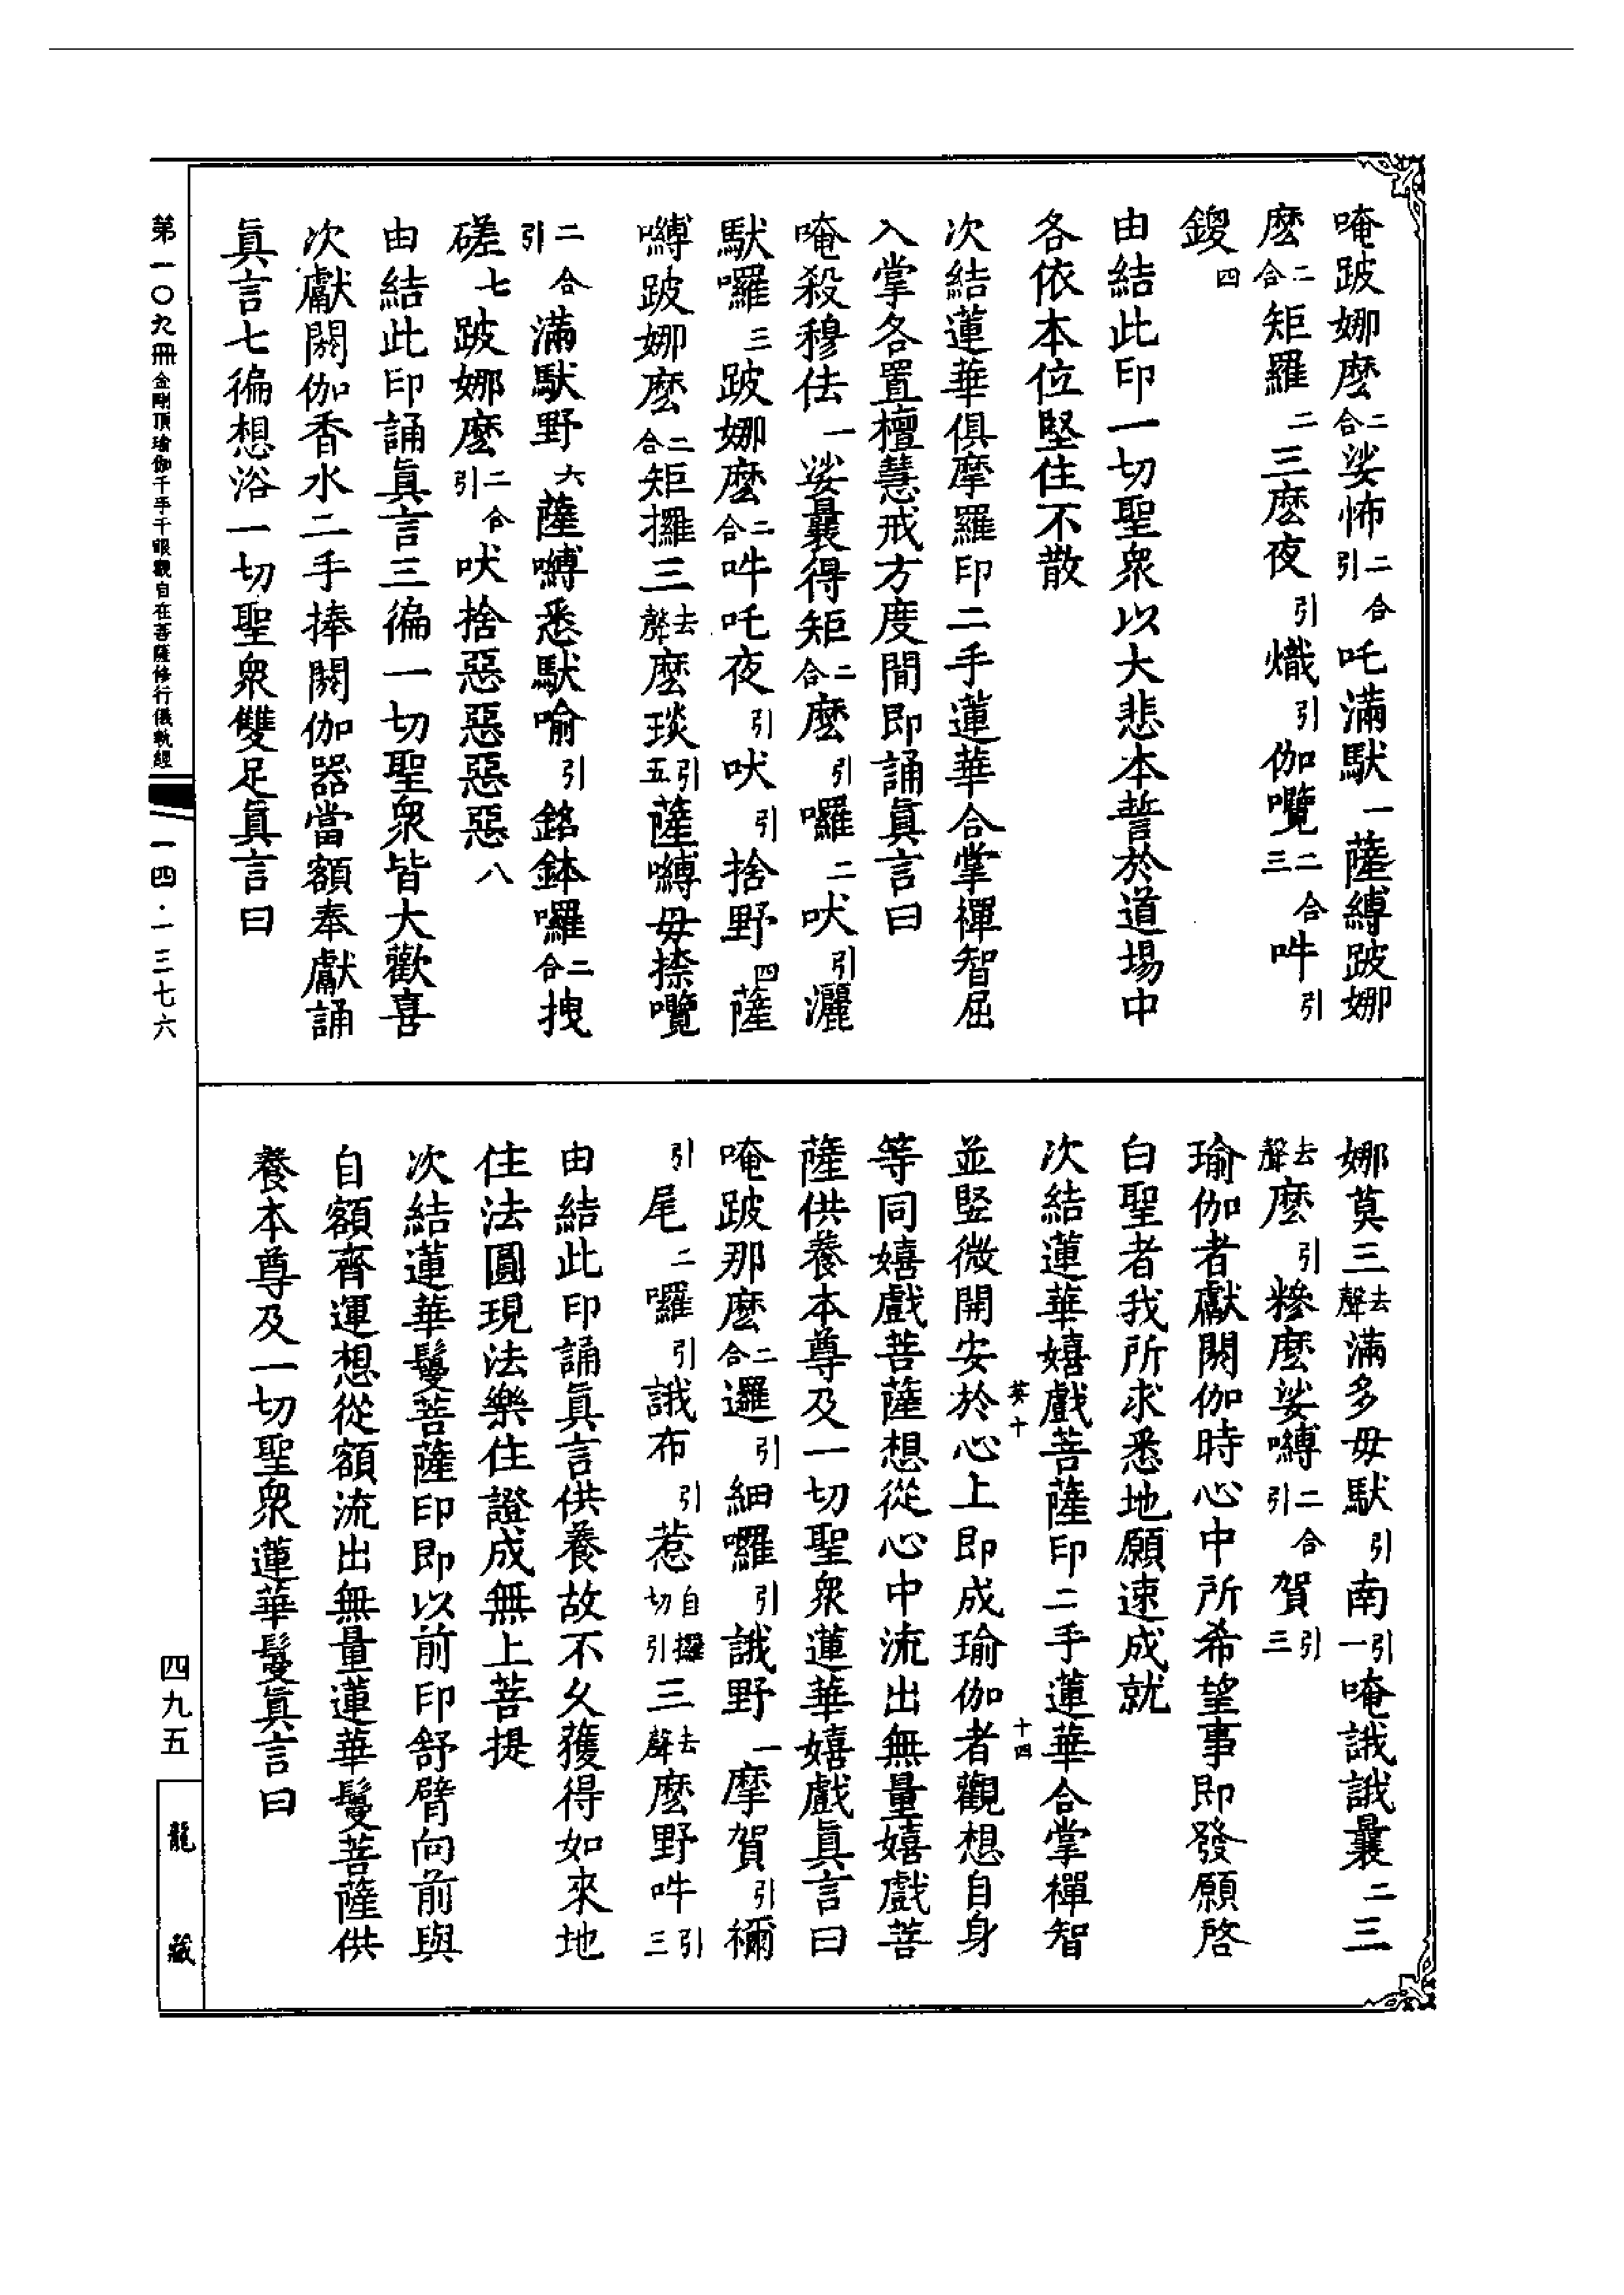 唵跛娜麽二合娑怖二合引吒滿馱一薩縛跛娜
麽二合矩羅二三麽夜引熾引伽㘕二合三吽引
鍐四
由結此印一切聖衆以大悲本誓於道場中
各依本位堅住不散
次結蓮華俱摩羅印二手蓮華合掌禪智屈
入掌各置檀慧戒方度間即誦眞言曰
唵殺穆佉一娑曩得矩二合麽引囉二吠引灑
馱囉三跛娜麽二合吽吒夜引吠引捨野四薩
嚩跛娜麽二合矩攞三去聲麽琰引五薩嚩毋捺㘕
二合引滿馱野六薩嚩悉馱喻引銘鉢囉二合拽
磋七跛娜麽二合引吠捨惡惡惡惡八
由結此印誦眞言三徧一切聖衆皆大歡喜
次獻閼伽香水二手捧閼伽器當額奉獻誦
眞言七徧想浴一切聖衆雙足眞言曰
娜莫三去聲滿多毋馱引南引一唵誐誐曩二三
去聲麽引糝麽娑嚩二合引賀引三
瑜伽者獻閼伽時心中所希望事即發願啓
白聖者我所求悉地願速成就
次結蓮華嬉戲菩薩印二手蓮華合掌禪智
英十 十四
並豎微開安於心上即成瑜伽者觀想自身
等同嬉戲菩薩想從心中流出無量嬉戲菩
薩供養本尊及一切聖衆蓮華嬉戲眞言曰
唵跛那麽二合邏引細囉引誐野一摩賀引禰
引尾二囉引誐布引惹自攞切引三去聲麽野吽引三
由結此印誦眞言供養故不久獲得如來地
住法圓現法樂住證成無上菩提
次結蓮華鬘菩薩印即以前印舒臂向前與
自額齊運想從額流出無量蓮華鬘菩薩供
養本尊及一切聖衆蓮華鬘眞言曰
第一〇九冊 金剛頂瑜伽千手千眼觀自在菩薩修行儀軌經
一四·一三七六
四九五
龍藏